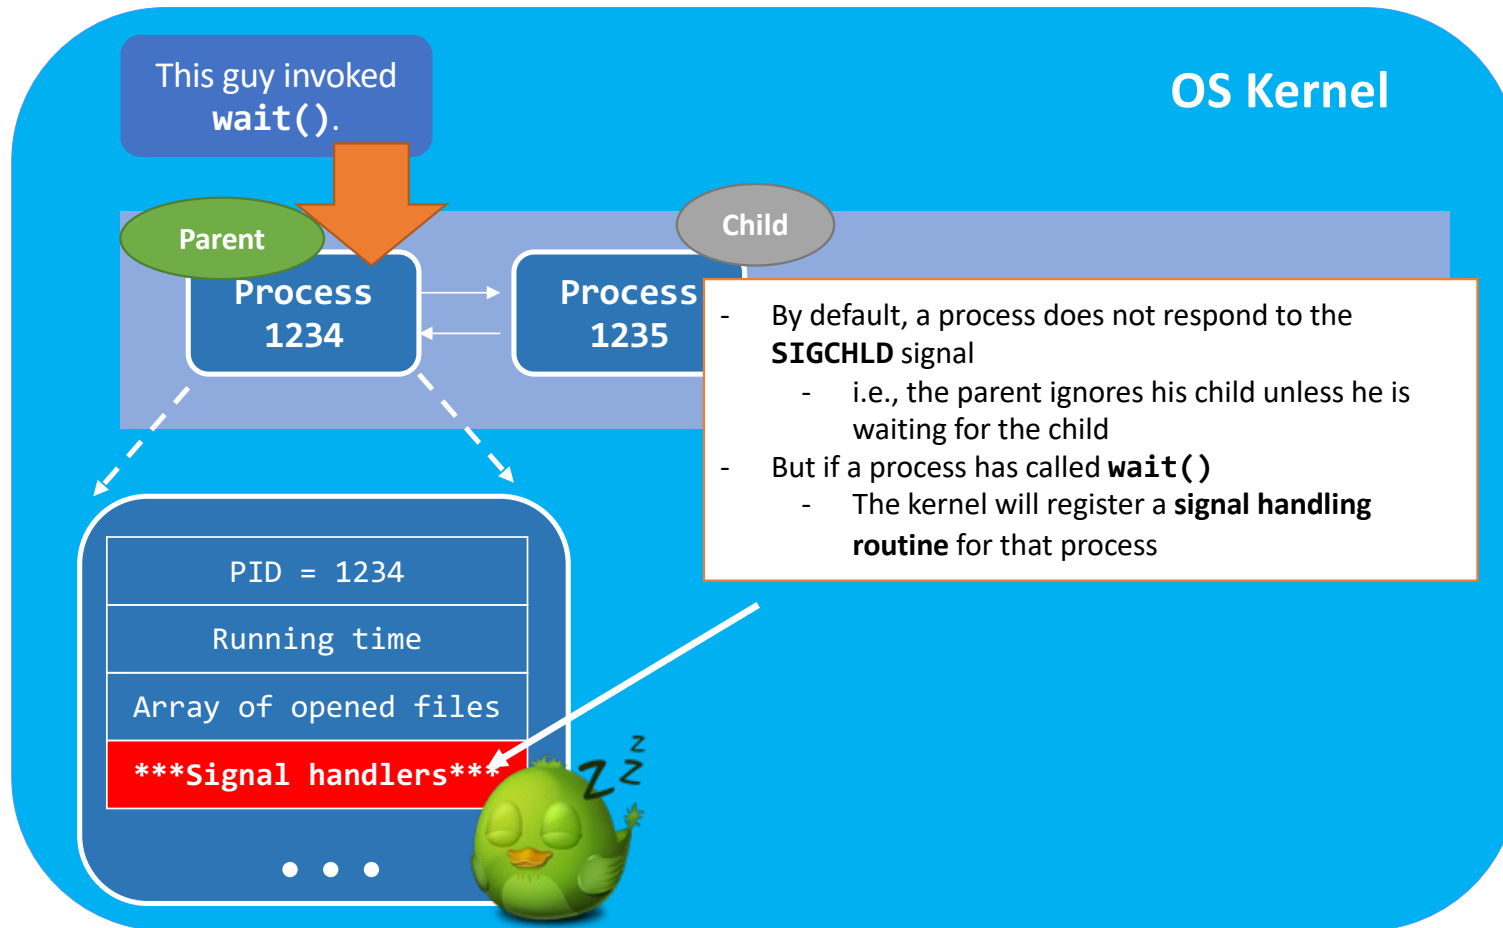 This guy invoked
wait().
OS Kernel
Parent
Child
Process
1234
Process
1235
- By default, a process does not respond to the
SIGCHLD signal
- i.e., the parent ignores his child unless he is
waiting for the child
- But if a process has called wait()
- The kernel will register a signal handling
routine for that process
PID = 1234
Running time
Array of opened files
***Signal handlers***
• • •
z
Z
Z